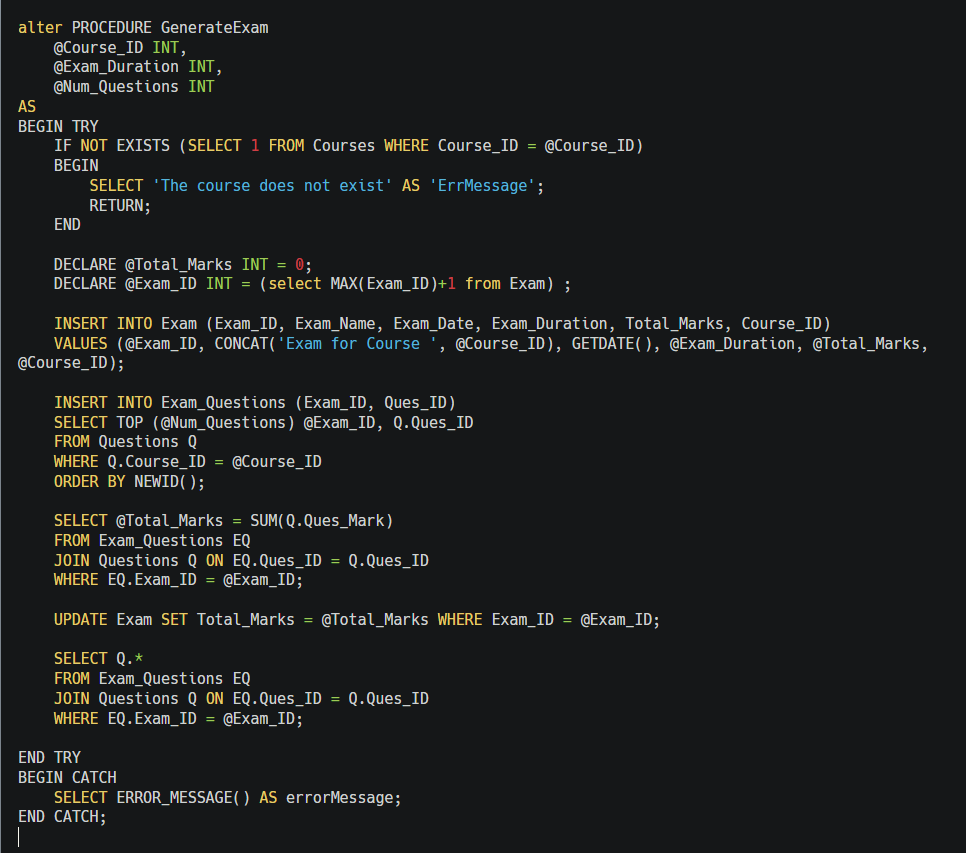 alter PROCEDURE GenerateExam
    @Course_ID INT,
    @Exam_Duration INT,
    @Num_Questions INT
AS
BEGIN TRY
    IF NOT EXISTS (SELECT 1 FROM Courses WHERE Course_ID = @Course_ID)
    BEGIN
        SELECT 'The course does not exist' AS 'ErrMessage';
        RETURN;
    END

    DECLARE @Total_Marks INT = 0;
    DECLARE @Exam_ID INT = (select MAX(Exam_ID)+1 from Exam) ;

    INSERT INTO Exam (Exam_ID, Exam_Name, Exam_Date, Exam_Duration, Total_Marks, Course_ID)
    VALUES (@Exam_ID, CONCAT('Exam for Course ', @Course_ID), GETDATE(), @Exam_Duration, @Total_Marks,
@Course_ID);

    INSERT INTO Exam_Questions (Exam_ID, Ques_ID)
    SELECT TOP (@Num_Questions) @Exam_ID, Q.Ques_ID
    FROM Questions Q
    WHERE Q.Course_ID = @Course_ID
    ORDER BY NEWID();

    SELECT @Total_Marks = SUM(Q.Ques_Mark)
    FROM Exam_Questions EQ
    JOIN Questions Q ON EQ.Ques_ID = Q.Ques_ID
    WHERE EQ.Exam_ID = @Exam_ID;

    UPDATE Exam SET Total_Marks = @Total_Marks WHERE Exam_ID = @Exam_ID;

    SELECT Q.*
    FROM Exam_Questions EQ
    JOIN Questions Q ON EQ.Ques_ID = Q.Ques_ID
    WHERE EQ.Exam_ID = @Exam_ID;

END TRY
BEGIN CATCH
    SELECT ERROR_MESSAGE() AS errorMessage;
END CATCH;